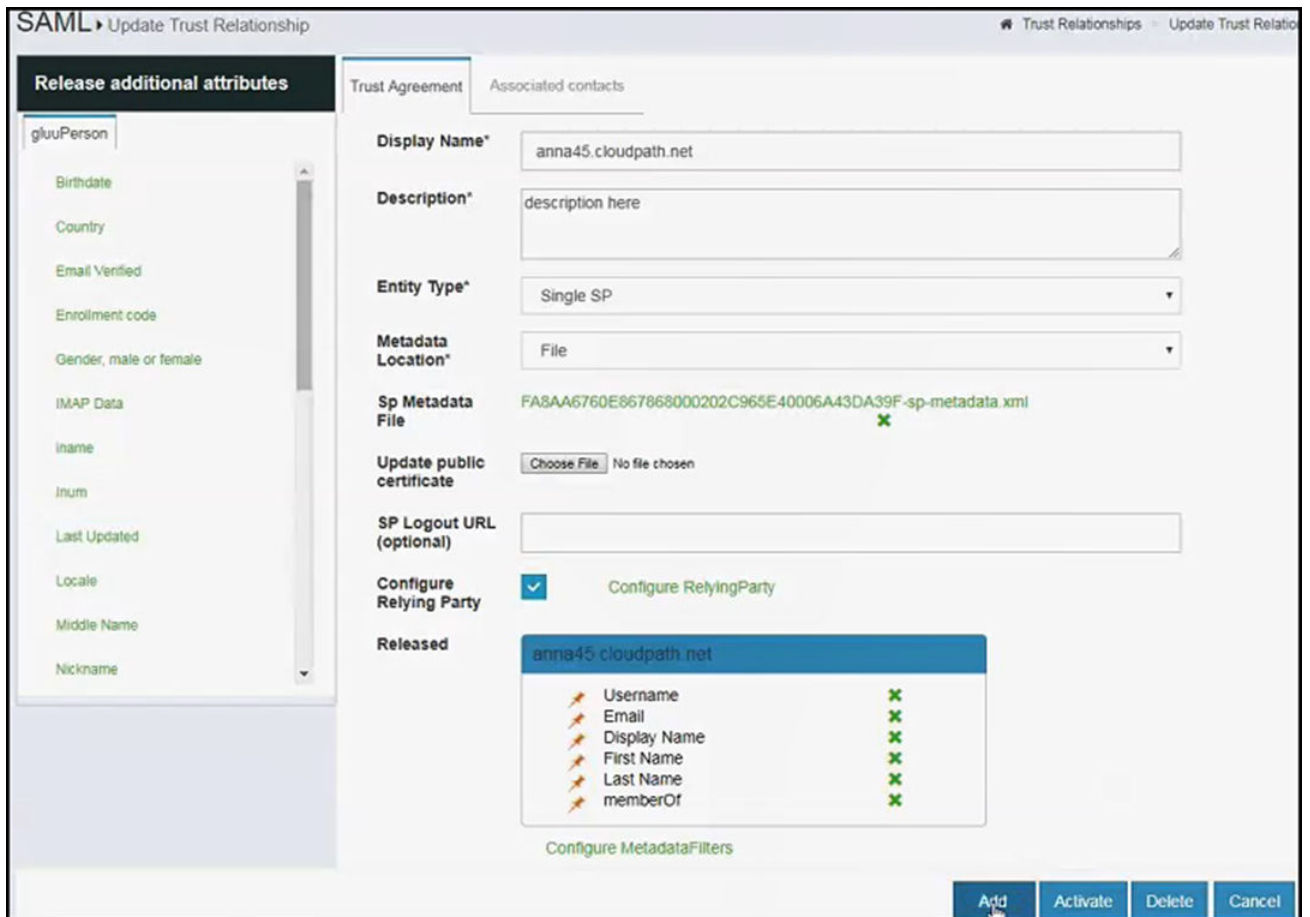 SAML › Update Trust Relationship
Trust Relationships Update Trust Relatio
Release additional attributes
gluuPerson
Birthdate
Country
Email Verified
Enrollment code
Gender, male or female
IMAP Data
iname
Inum
Last Updated
Locale
Middle Name
Nickname
Trust Agreement Associated contacts
Display Name* anna45.cloudpath.net
Description* description here
Entity Type* Single SP
Metadata
Location* File
Sp Metadata
File FA8AA6760E867868000202C965E40006A43DA39F-sp-metadata.xml
Update public
certificate Choose File No file chosen
SP Logout URL
(optional)
Configure
Relying Party Configure RelyingParty
Released
anna45.cloudpath.net
Username
Email
Display Name
First Name
Last Name
memberOf
Configure MetadataFilters
Add Activate Delete Cancel